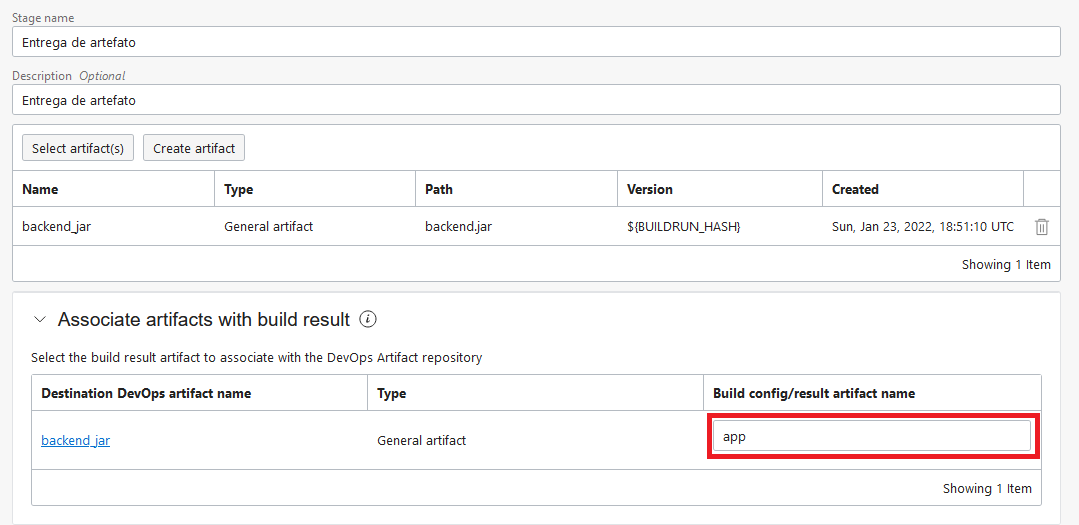 Stage name
Entrega de artefato
Description Optional
Entrega de artefato
Select artifact(s) Create artifact
Name Type Path Version Created
backend_jar General artifact backend.jar ${BUILDRUN_HASH} Sun, Jan 23, 2022, 18:51:10 UTC
Showing 1 Item
Associate artifacts with build result i
Select the build result artifact to associate with the DevOps Artifact repository
Destination DevOps artifact name Type Build config/result artifact name
backend_jar General artifact app
Showing 1 Item